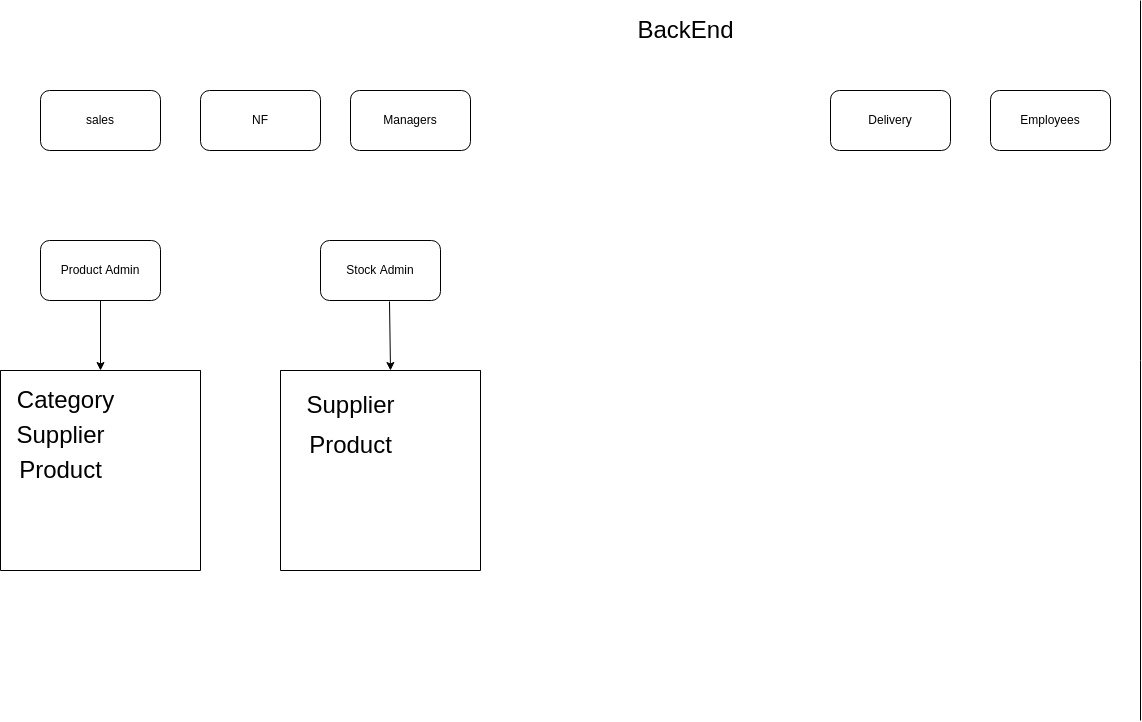 BackEnd
sales
NF
Managers
Delivery
Employees
Product Admin
Stock Admin
Category
Supplier
Product
Supplier
Product